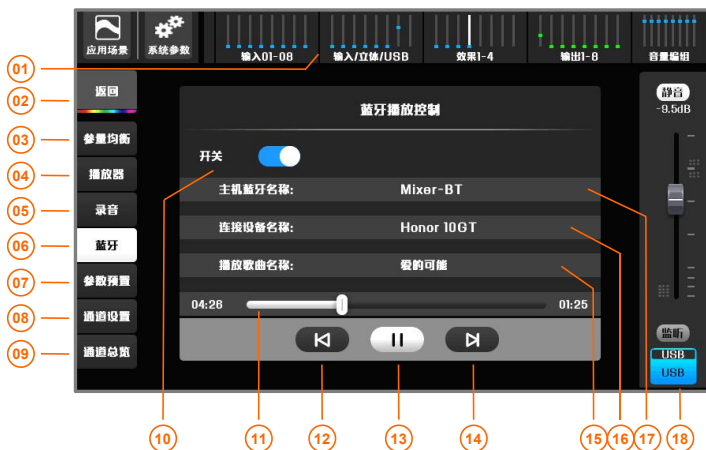 应用场景 系统参数 输入01-08 输入/立体/USB 效果1-4 输出1-8 音量编组
01
02 返回 蓝牙播放控制 静音
-9.5dB
03 参量均衡 开关
04 播放器 主机蓝牙名称: Mixer-BT
05 录音 连接设备名称: Honor 10GT
06 蓝牙 播放歌曲名称: 爱的可能
07 参数预置 04:26 01:25
08 通道设置 监听
09 通道总览 USB
USB
10 11 12 13 14 15 16 17 18